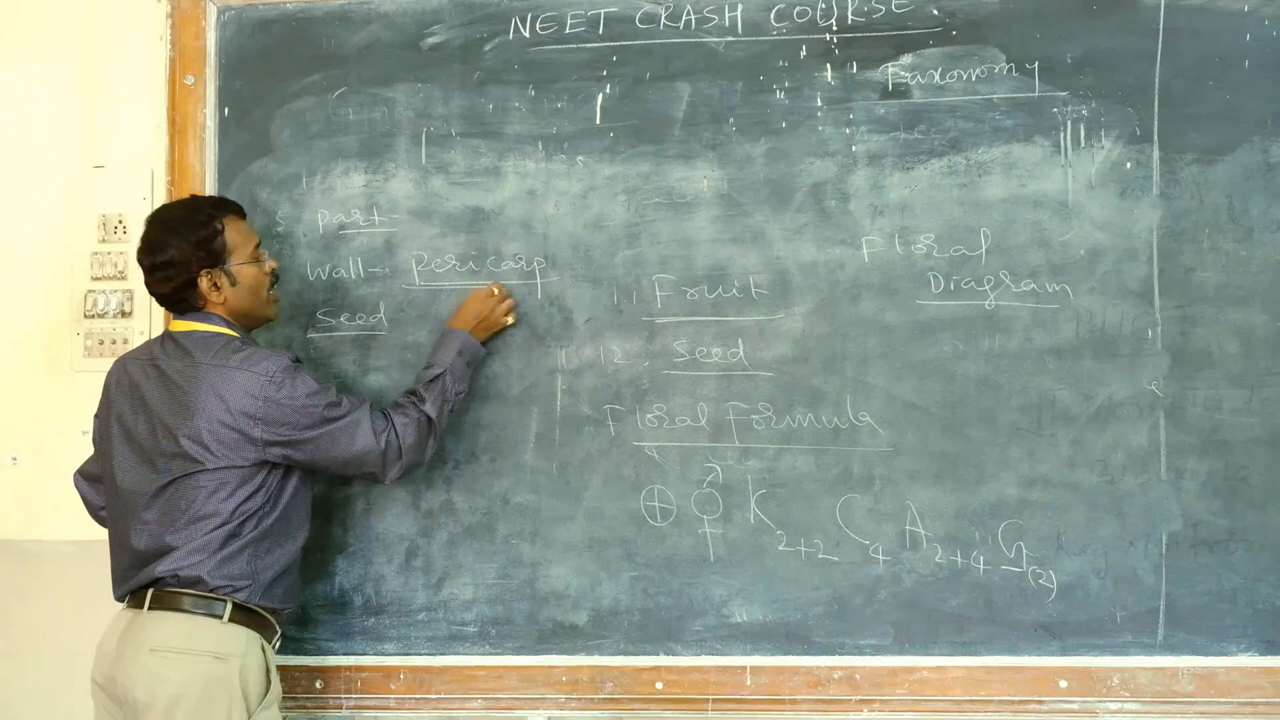 NEET CRASH COURSE.
Taxonomy
Part-
Wall- Pericarp
Seed
11. Fruit
12. Seed
Floral
Diagram
Floral Formula
⊕ ⚥ K2+2 C4 A2+4 G(2)